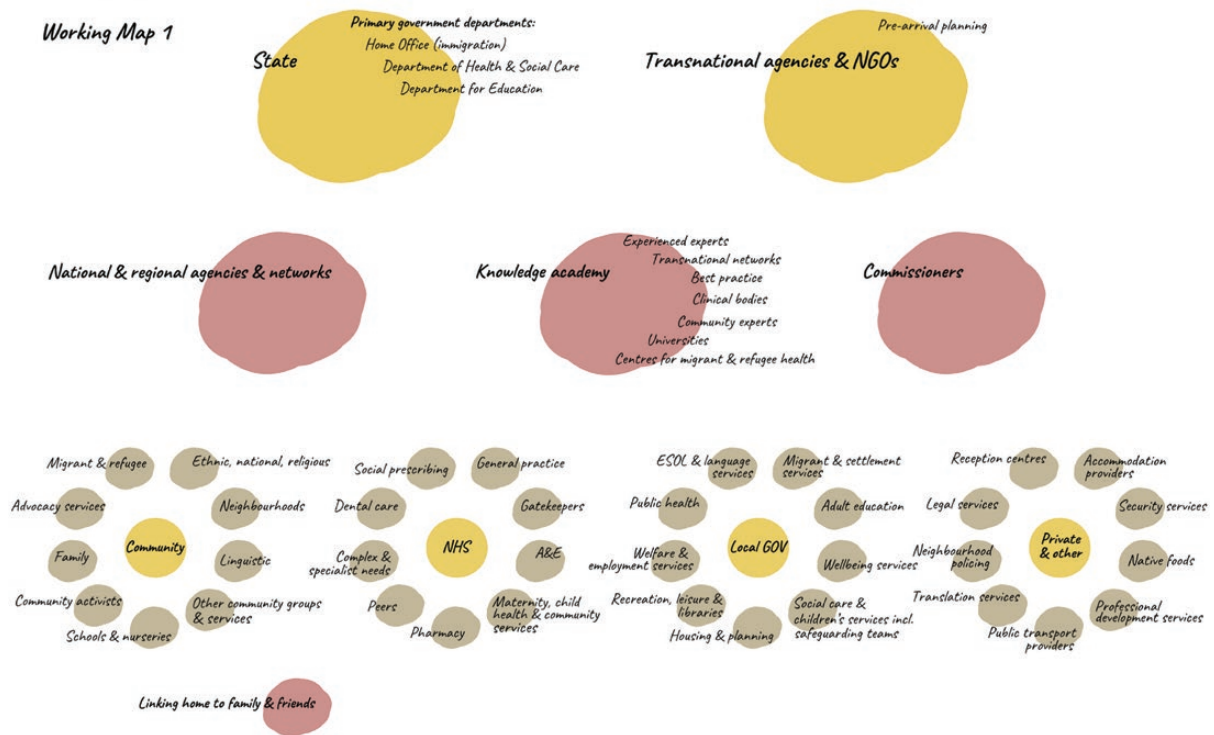 Working Map 1
State
Primary government departments:
Home Office (immigration)
Department of Health & Social Care
Department for Education
Transnational agencies & NGOs
Pre-arrival planning
National & regional agencies & networks
Knowledge academy
Experienced experts
Transnational networks
Best practice
Clinical bodies
Community experts
Universities
Centres for migrant & refugee health
Commissioners
Community
Migrant & refugee
Ethnic, national, religious
Advocacy services
Neighbourhoods
Family
Linguistic
Community activists
Other community groups
& services
Schools & nurseries
NHS
Social prescribing
General practice
Dental care
Gatekeepers
Complex &
specialist needs
A&E
Peers
Maternity, child
health & community
services
Pharmacy
Local GOV
ESOL & language
services
Migrant & settlement
services
Public health
Adult education
Welfare &
employment services
Wellbeing services
Recreation, leisure &
libraries
Social care &
children's services incl.
safeguarding teams
Housing & planning
Private
& other
Reception centres
Accommodation
providers
Legal services
Security services
Neighbourhood
policing
Native foods
Translation services
Professional
development services
Public transport
providers
Linking home to family & friends